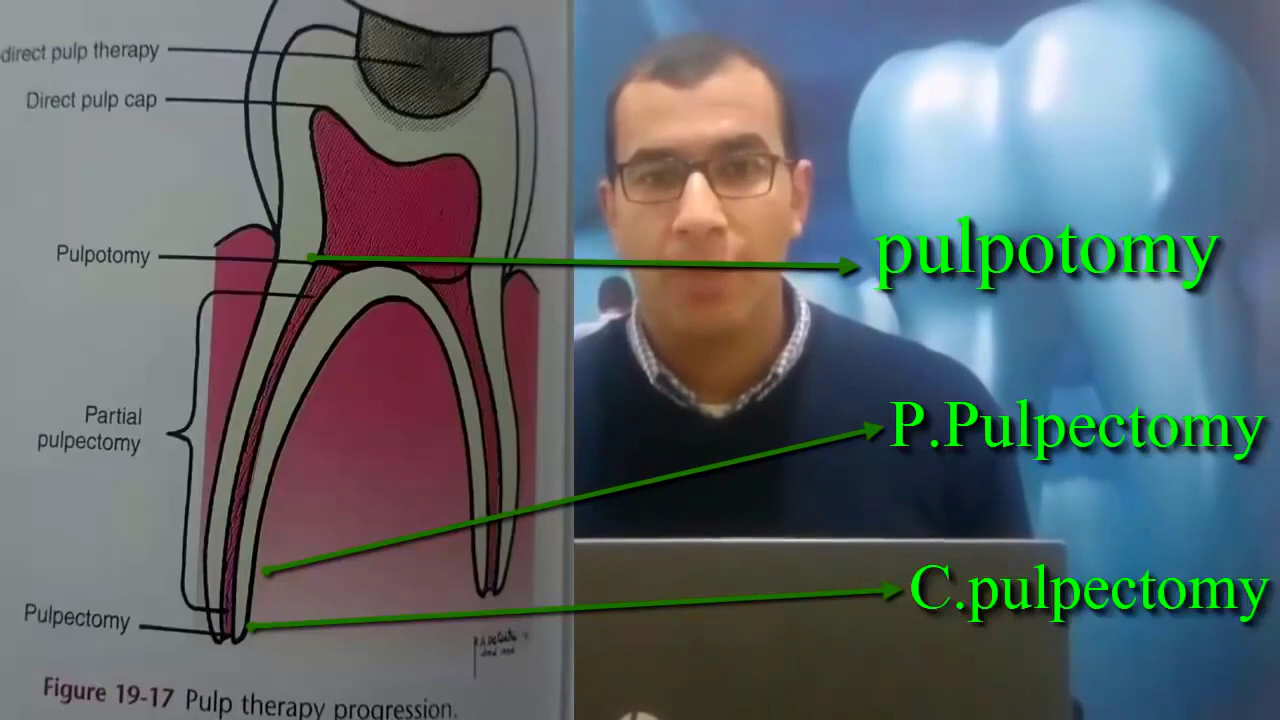 direct pulp therapy
Direct pulp cap
Pulpotomy
Partial
pulpectomy
Pulpectomy
Figure 19-17 Pulp therapy progression.
pulpotomy
P.Pulpectomy
C.pulpectomy